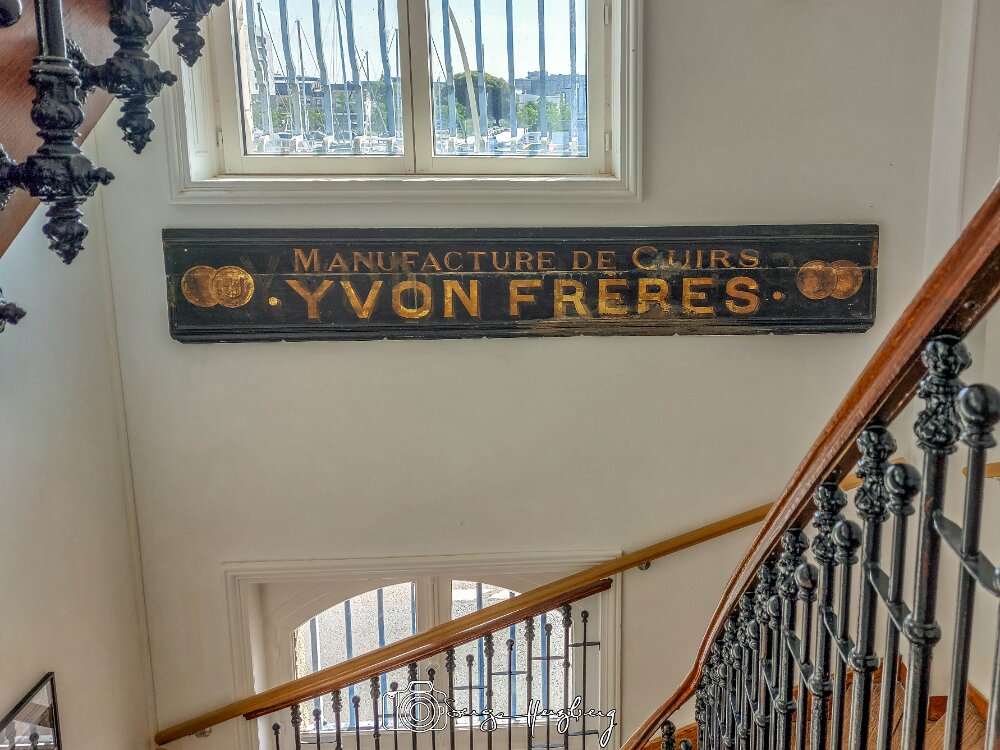 MANUFACTURE DE CUIRS
• YVON FRÈRES •